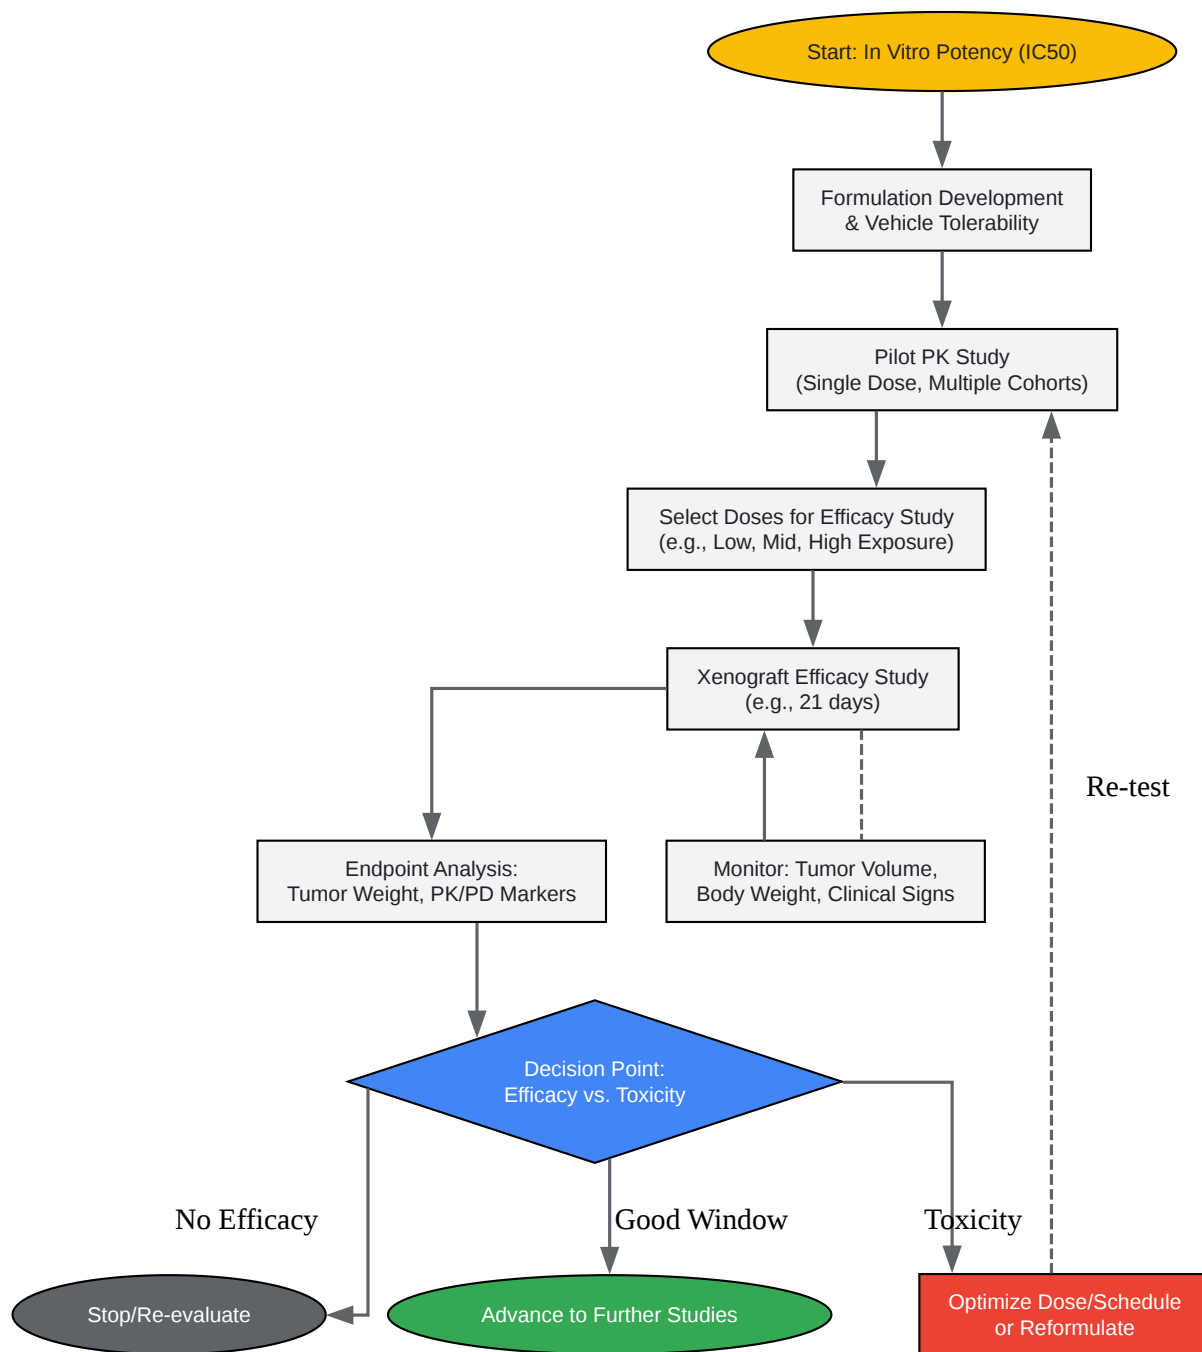 Start: In Vitro Potency (IC50)
Formulation Development
& Vehicle Tolerability
Pilot PK Study
(Single Dose, Multiple Cohorts)
Select Doses for Efficacy Study
(e.g., Low, Mid, High Exposure)
Xenograft Efficacy Study
(e.g., 21 days)
Re-test
Endpoint Analysis:
Tumor Weight, PK/PD Markers
Monitor: Tumor Volume,
Body Weight, Clinical Signs
Decision Point:
Efficacy vs. Toxicity
No Efficacy
Good Window
Toxicity
Stop/Re-evaluate
Advance to Further Studies
Optimize Dose/Schedule
or Reformulate